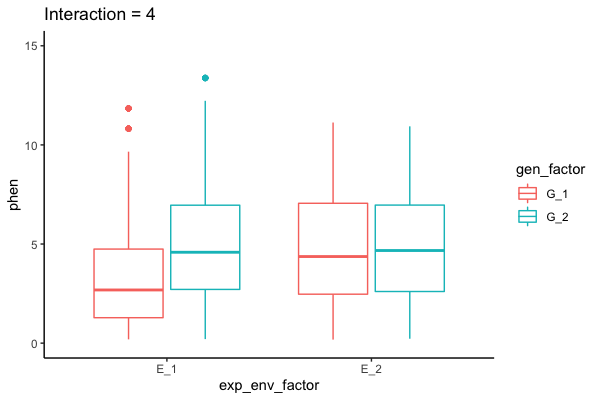 Interaction = 4
15
10
5
0
phen
E_1 E_2
exp_env_factor
gen_factor
G_1
G_2